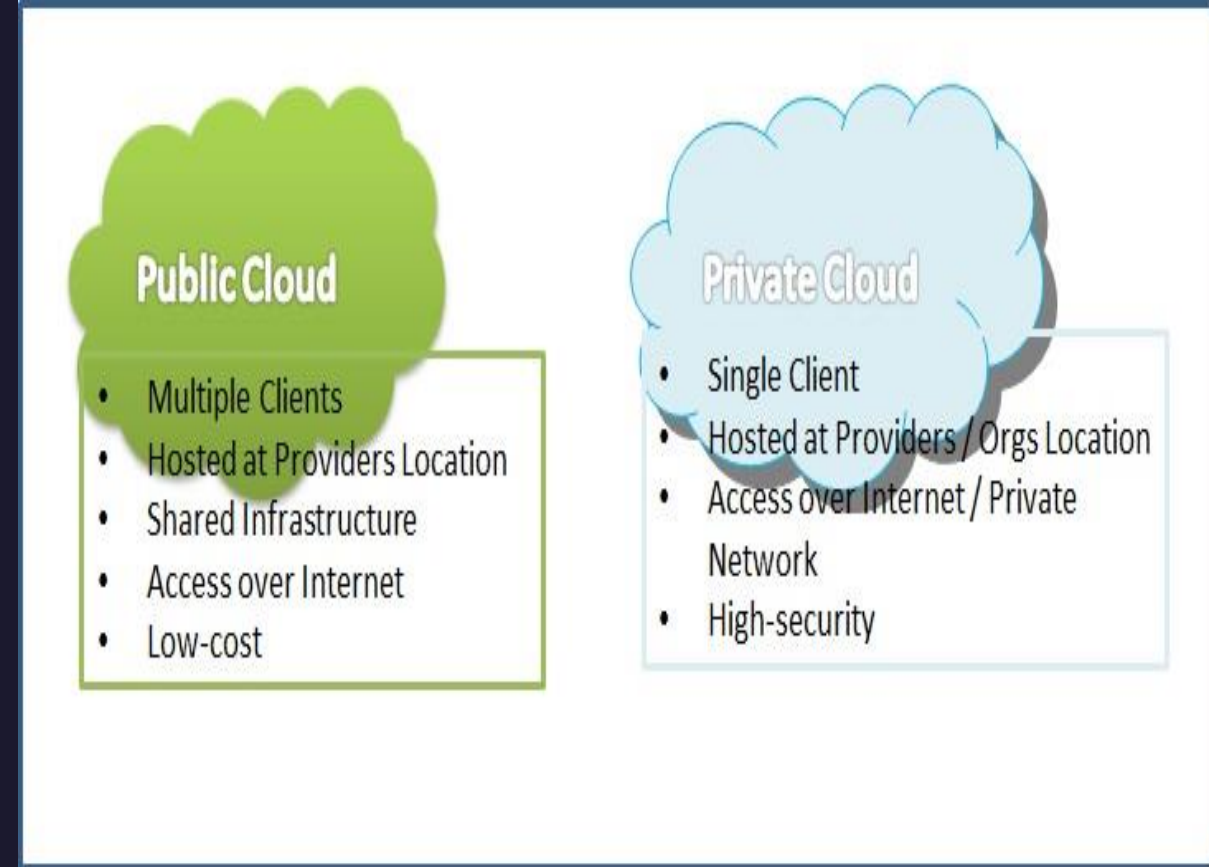 Public Cloud
• Multiple Clients
• Hosted at Providers Location
• Shared Infrastructure
• Access over Internet
• Low-cost
Private Cloud
• Single Client
• Hosted at Providers / Orgs Location
• Access over Internet / Private
Network
• High-security